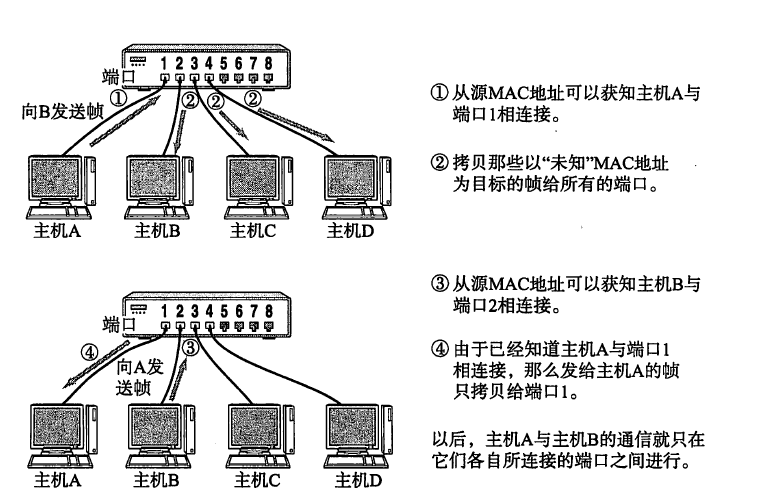 1 2 3 4 5 6 7 8
端口
①
②
②
②
向B发送帧
主机A
主机B
主机C
主机D
①从源MAC地址可以获知主机A与
端口1相连接。
②拷贝那些以“未知”MAC地址
为目标的帧给所有的端口。
1 2 3 4 5 6 7 8
端口
④
③
向A发
送帧
主机A
主机B
主机C
主机D
③从源MAC地址可以获知主机B与
端口2相连接。
④由于已经知道主机A与端口1
相连接，那么发给主机A的帧
只拷贝给端口1。
以后，主机A与主机B的通信就只在
它们各自所连接的端口之间进行。